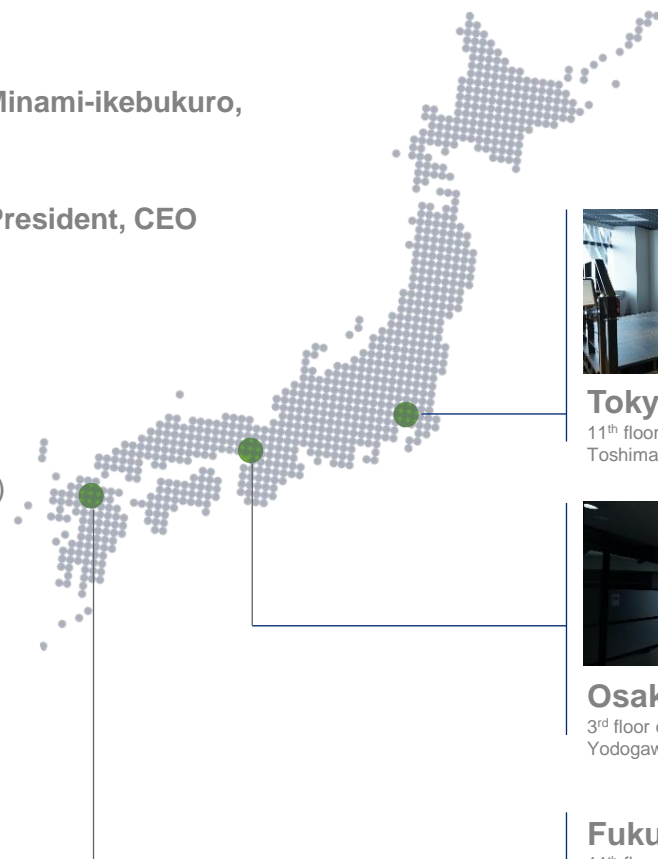 Minami-ikebukuro,
President, CEO
)
Toky
11th floor
Toshima
Osak
3rd floor
Yodogaw
Fuku